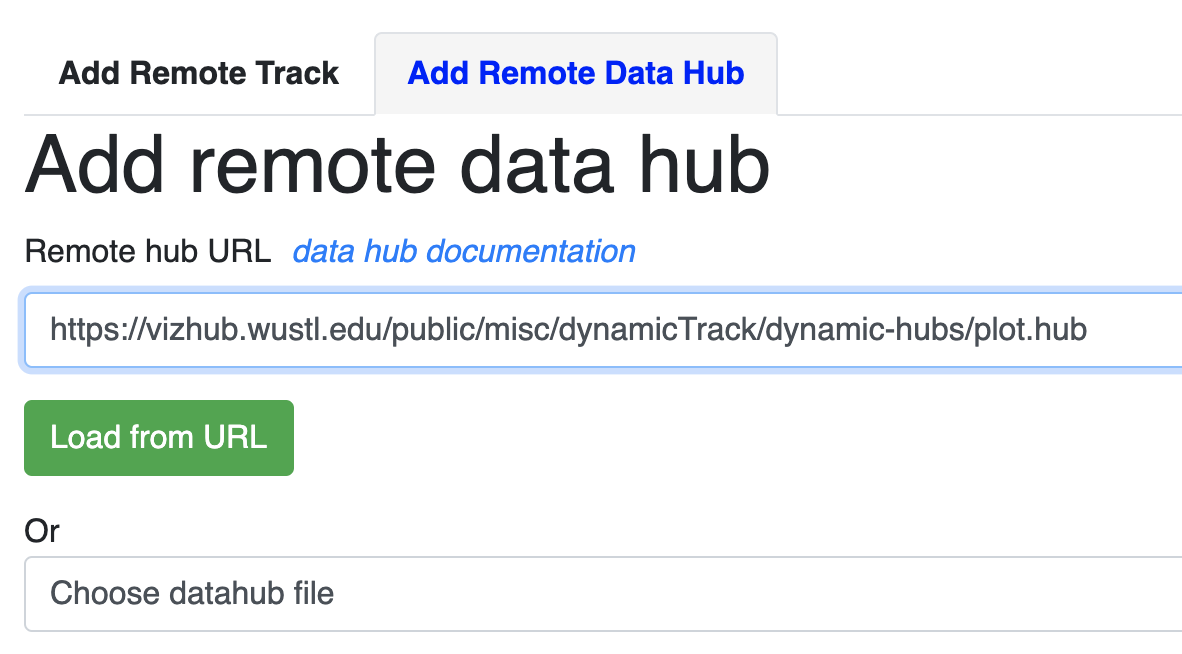 Add Remote Track Add Remote Data Hub
Add remote data hub
Remote hub URL data hub documentation
https://vizhub.wustl.edu/public/misc/dynamicTrack/dynamic-hubs/plot.hub
Load from URL
Or
Choose datahub file